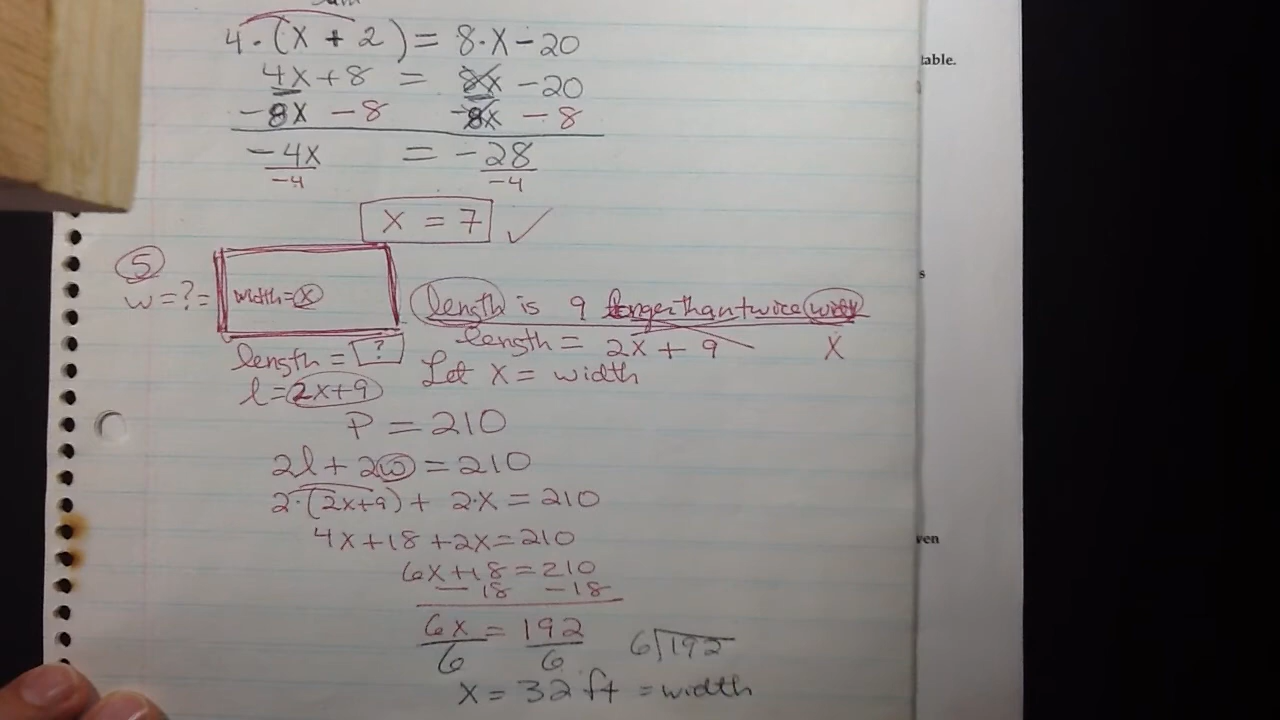 4·(x + 2) = 8·x - 20
4x + 8 = 8x - 20
-8x - 8 -8x - 8
-4x = -28
-4 -4
x = 7 ✓
5
w = ? = width = x
length is 9 longer than twice width
length = ? length = 2x + 9 x
l = 2x+9 Let x = width
P = 210
2l + 2w = 210
2·(2x+9) + 2·x = 210
4x+18 +2x = 210
6x+18 = 210
- 18 -18
6x = 192
6 6 6)192
x = 32 ft = width
table.
s
ven